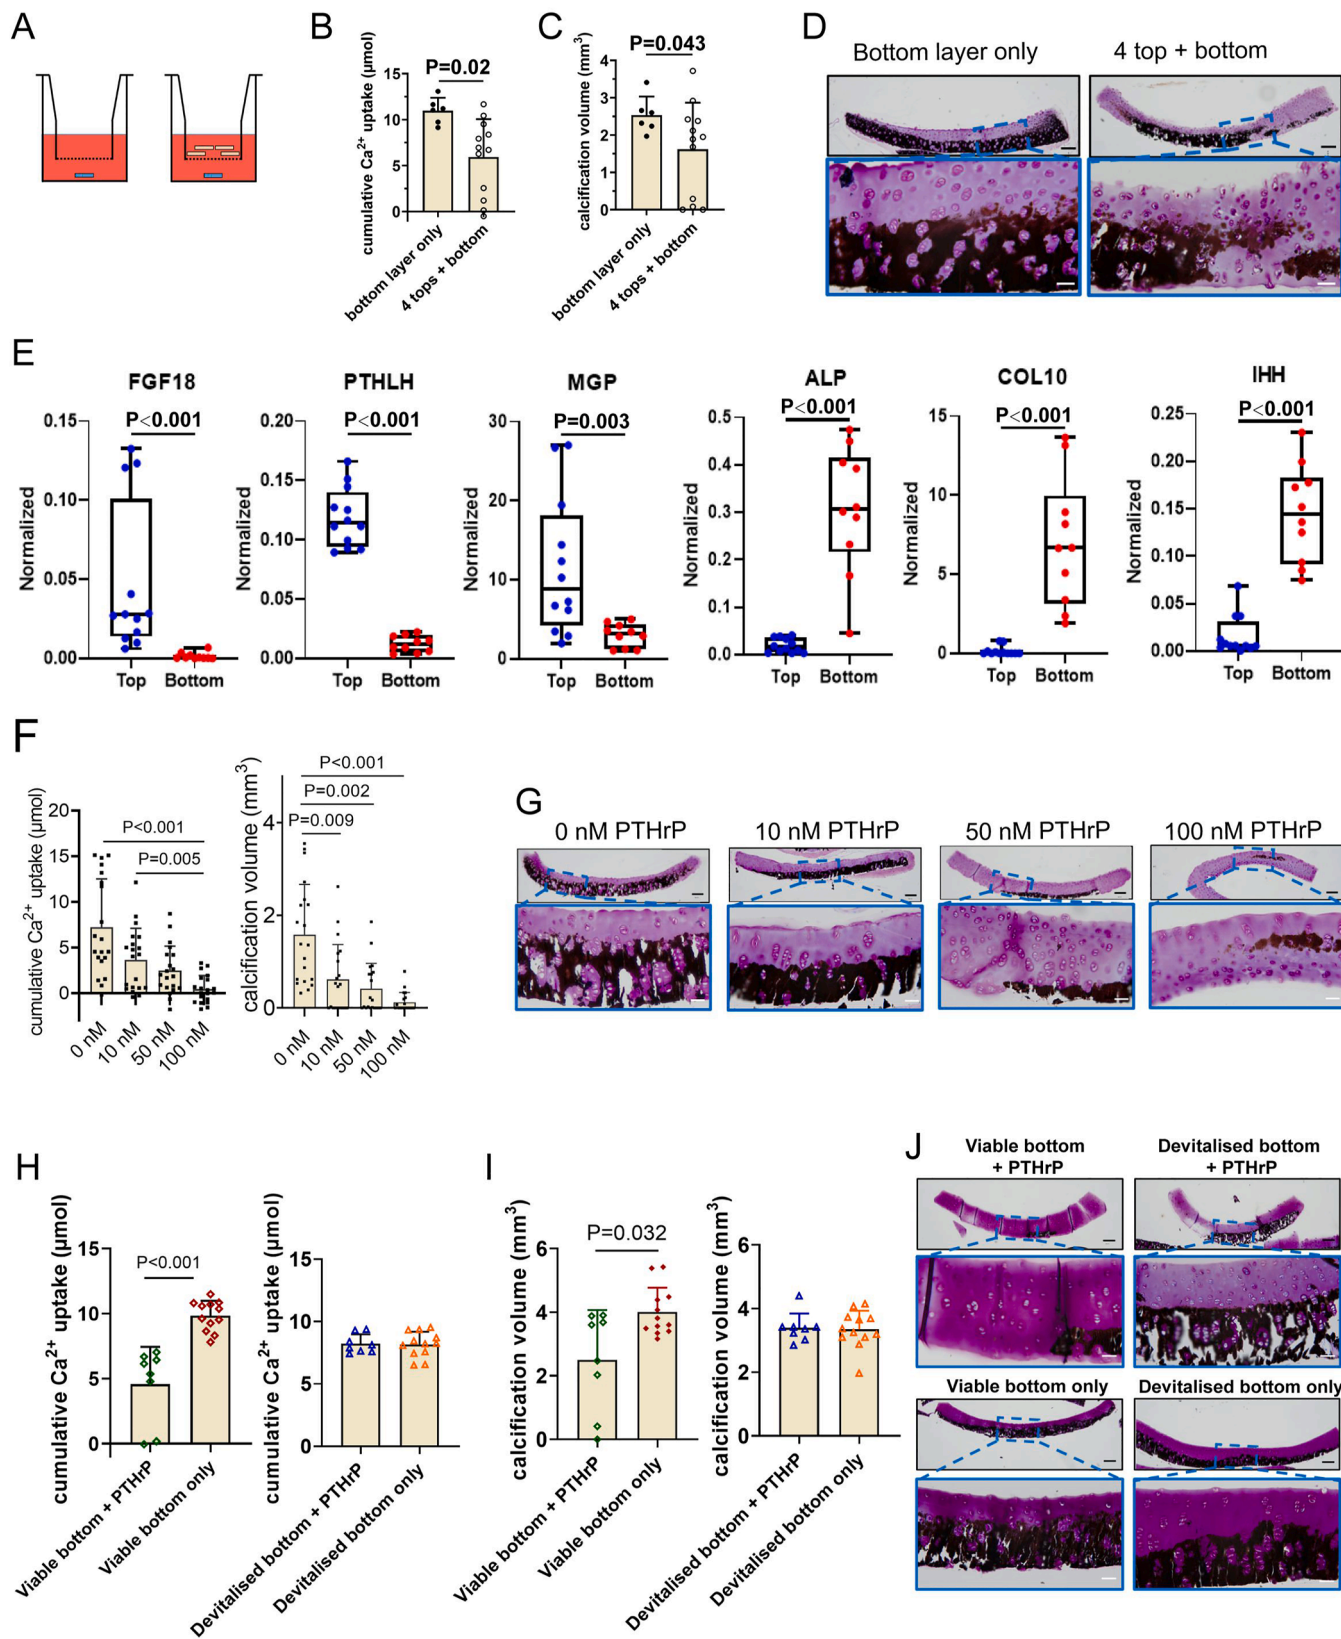 A
B
cumulative Ca²⁺ uptake (μmol)
P=0.02
15
10
5
0
bottom layer only
4 tops + bottom
C
calcification volume (mm³)
P=0.043
4
3
2
1
0
bottom layer only
4 tops + bottom
D
Bottom layer only
4 top + bottom
E
FGF18
P<0.001
Normalized
0.15
0.10
0.05
0.00
Top
Bottom
PTHLH
P<0.001
Normalized
0.20
0.15
0.10
0.05
0.00
Top
Bottom
MGP
P=0.003
Normalized
30
20
10
0
Top
Bottom
ALP
P<0.001
Normalized
0.5
0.4
0.3
0.2
0.1
0.0
Top
Bottom
COL10
P<0.001
Normalized
15
10
5
0
Top
Bottom
IHH
P<0.001
Normalized
0.25
0.20
0.15
0.10
0.05
0.00
Top
Bottom
F
cumulative Ca²⁺ uptake (μmol)
P<0.001
P=0.005
20
15
10
5
0
0 nM
10 nM
50 nM
100 nM
calcification volume (mm³)
P<0.001
P=0.002
P=0.009
4
2
0
0 nM
10 nM
50 nM
100 nM
G
0 nM PTHrP
10 nM PTHrP
50 nM PTHrP
100 nM PTHrP
H
cumulative Ca²⁺ uptake (μmol)
P<0.001
15
10
5
0
Viable bottom + PTHrP
Viable bottom only
cumulative Ca²⁺ uptake (μmol)
15
10
5
0
Devitalised bottom + PTHrP
Devitalised bottom only
I
calcification volume (mm³)
P=0.032
6
4
2
0
Viable bottom + PTHrP
Viable bottom only
calcification volume (mm³)
6
4
2
0
Devitalised bottom + PTHrP
Devitalised bottom only
J
Viable bottom
+ PTHrP
Devitalised bottom
+ PTHrP
Viable bottom only
Devitalised bottom only